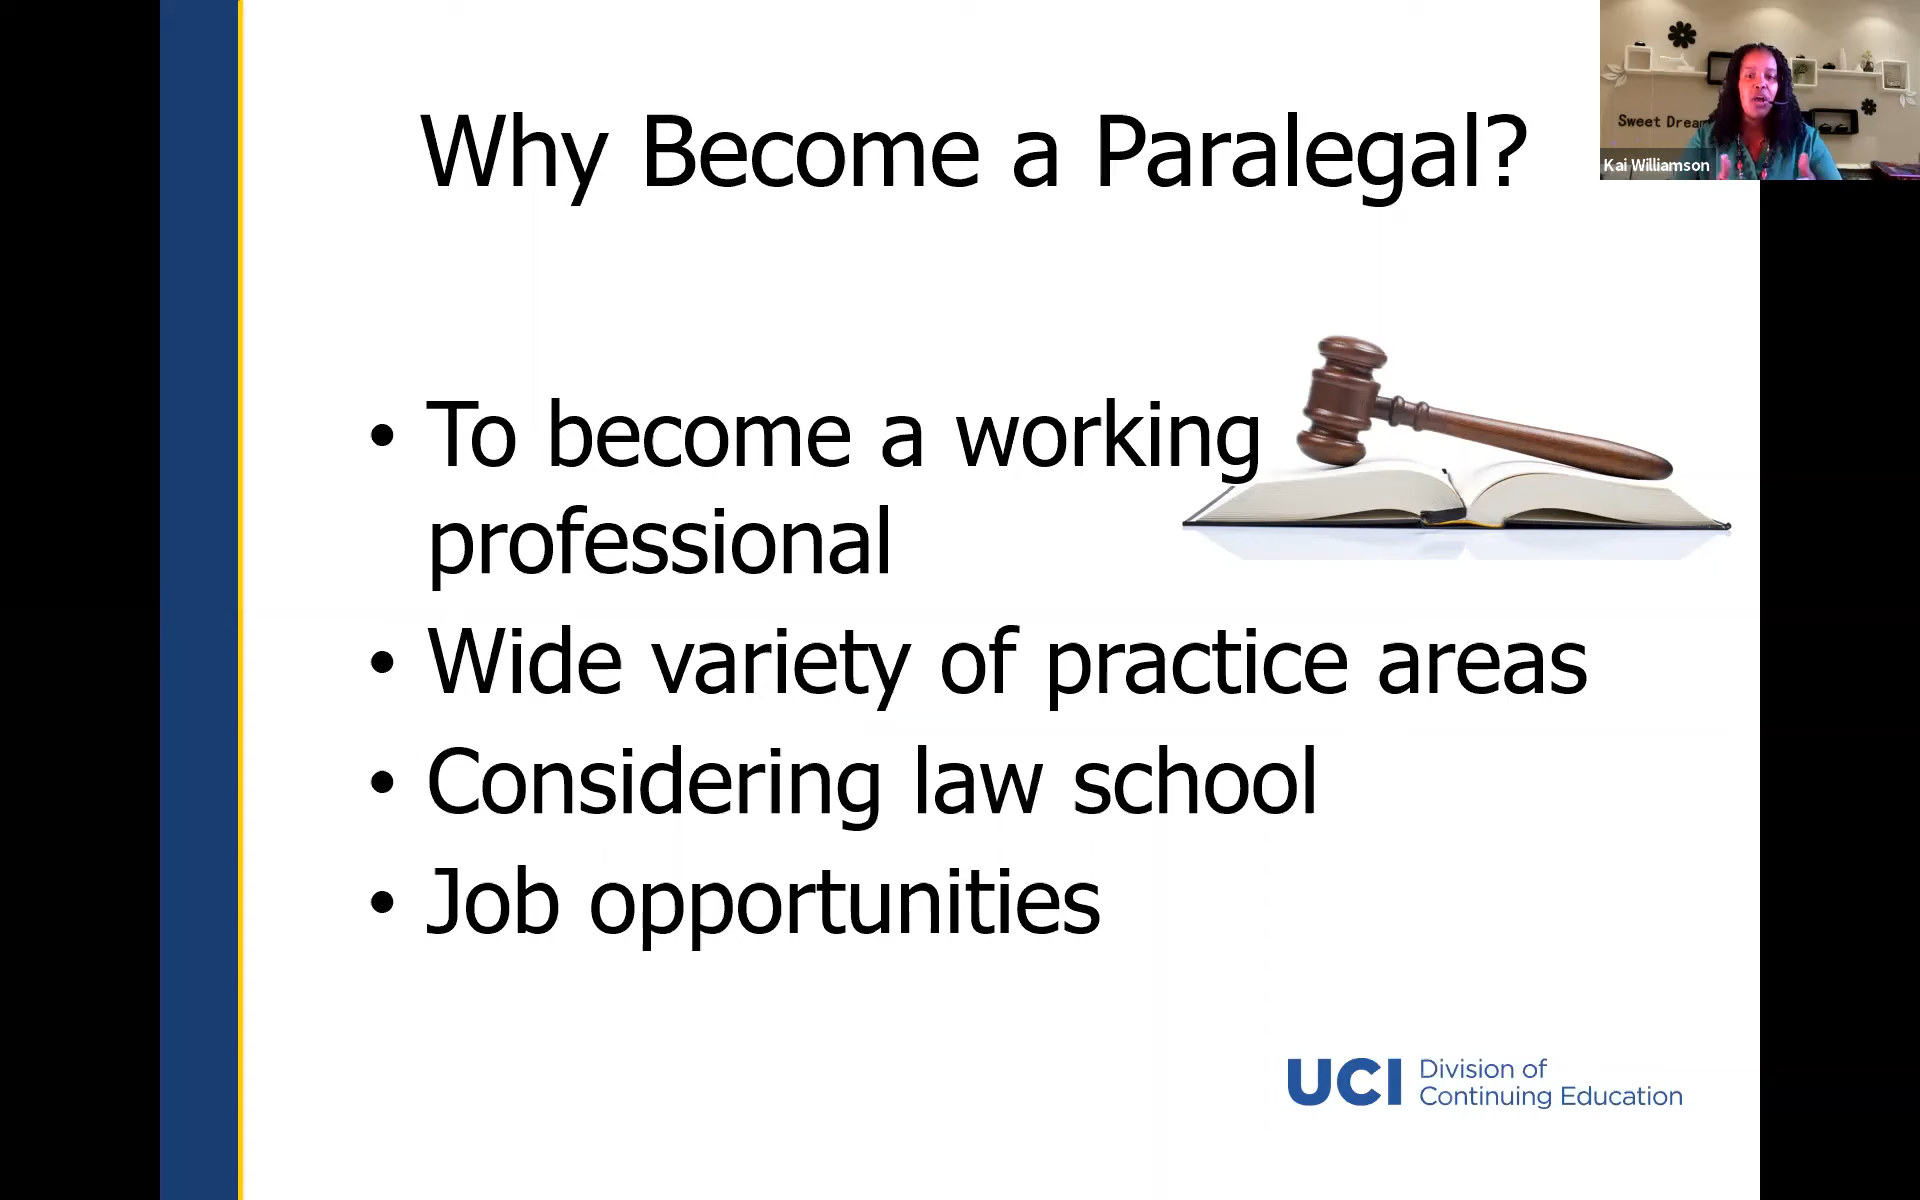 Why Become a Paralegal?
Sweet Dream
Kai Williamson
• To become a working
professional
• Wide variety of practice areas
• Considering law school
• Job opportunities
UCI Division of
Continuing Education